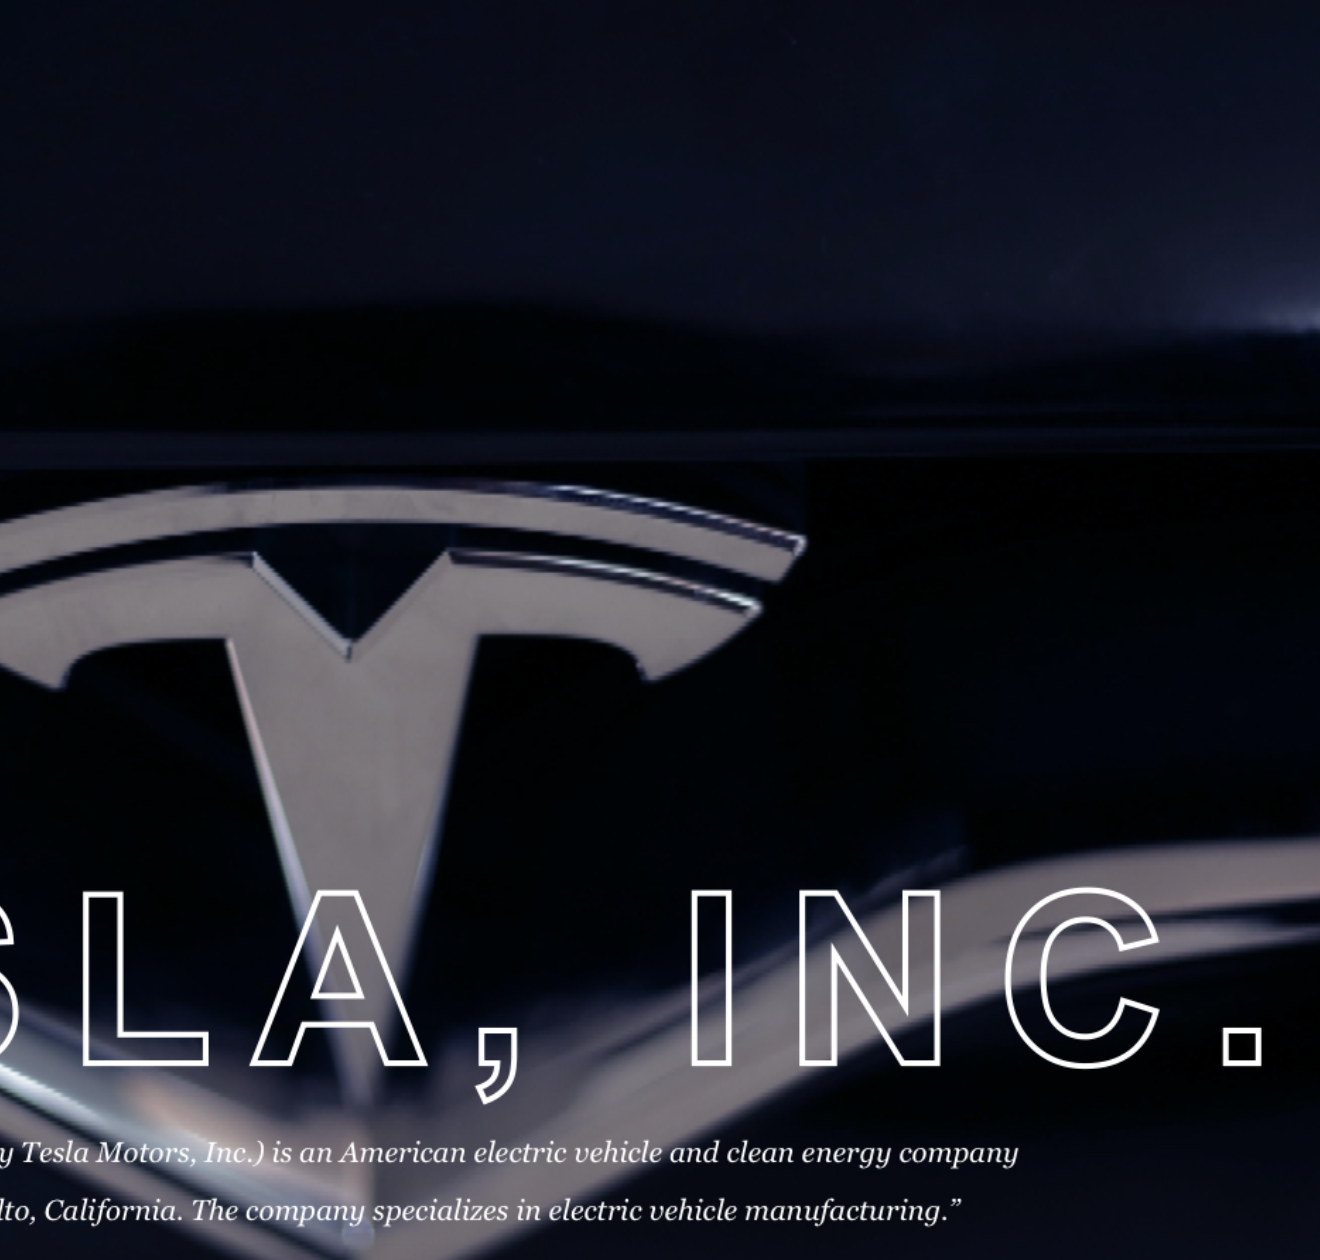 SLA, INC.
y Tesla Motors, Inc.) is an American electric vehicle and clean energy company
lto, California. The company specializes in electric vehicle manufacturing.”